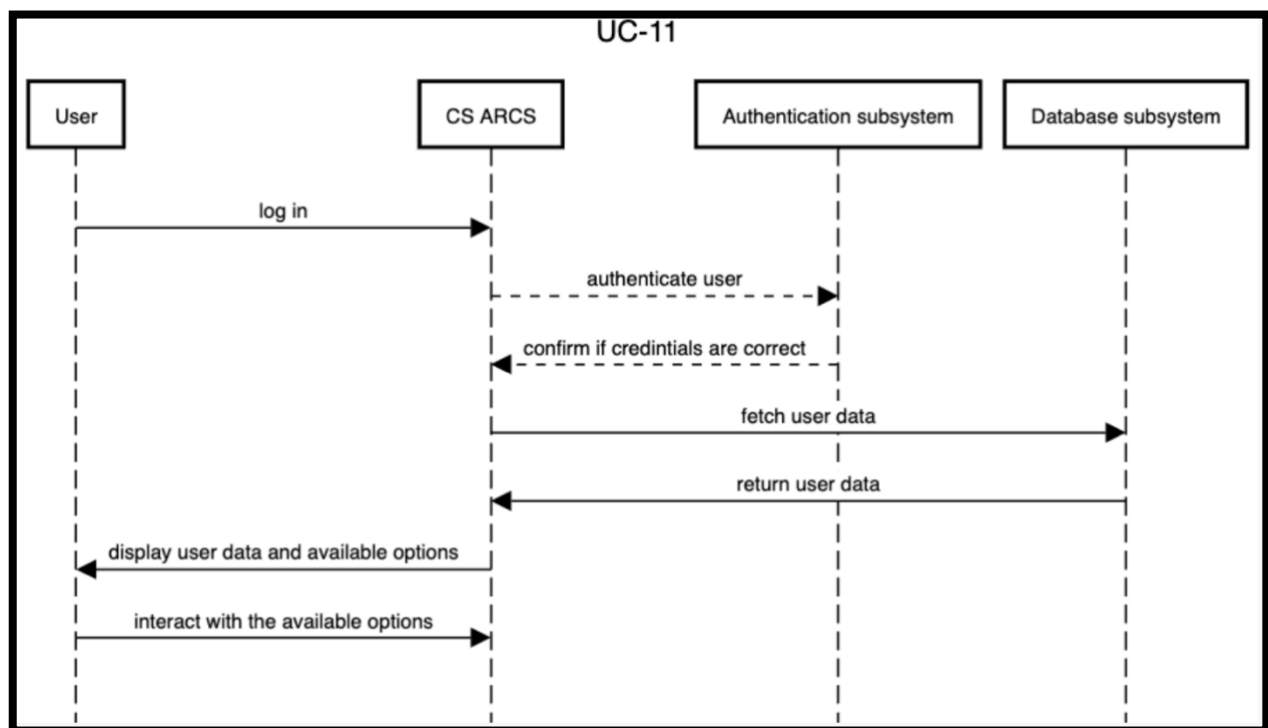 UC-11
User
CS ARCS
Authentication subsystem
Database subsystem
log in
authenticate user
confirm if credintials are correct
fetch user data
return user data
display user data and available options
interact with the available options